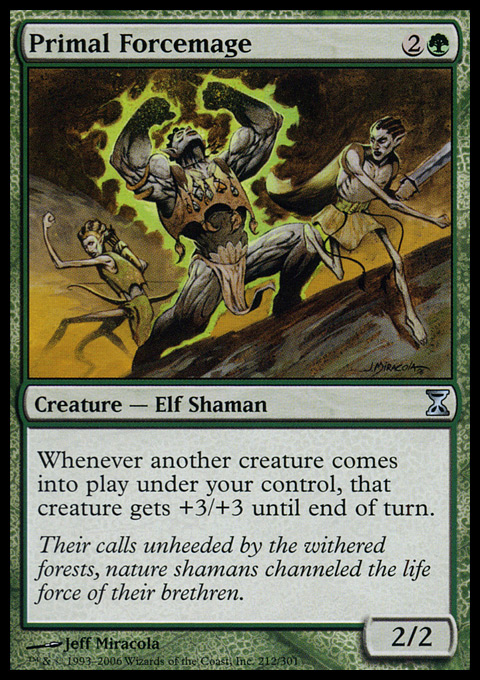 Primal Forcemage
2
J. MIRACOLA
Creature — Elf Shaman
Whenever another creature comes
into play under your control, that
creature gets +3/+3 until end of turn.
Their calls unheeded by the withered
forests, nature shamans channeled the life
force of their brethren.
Jeff Miracola
2/2
™ & © 1993–2006 Wizards of the Coast, Inc. 212/301